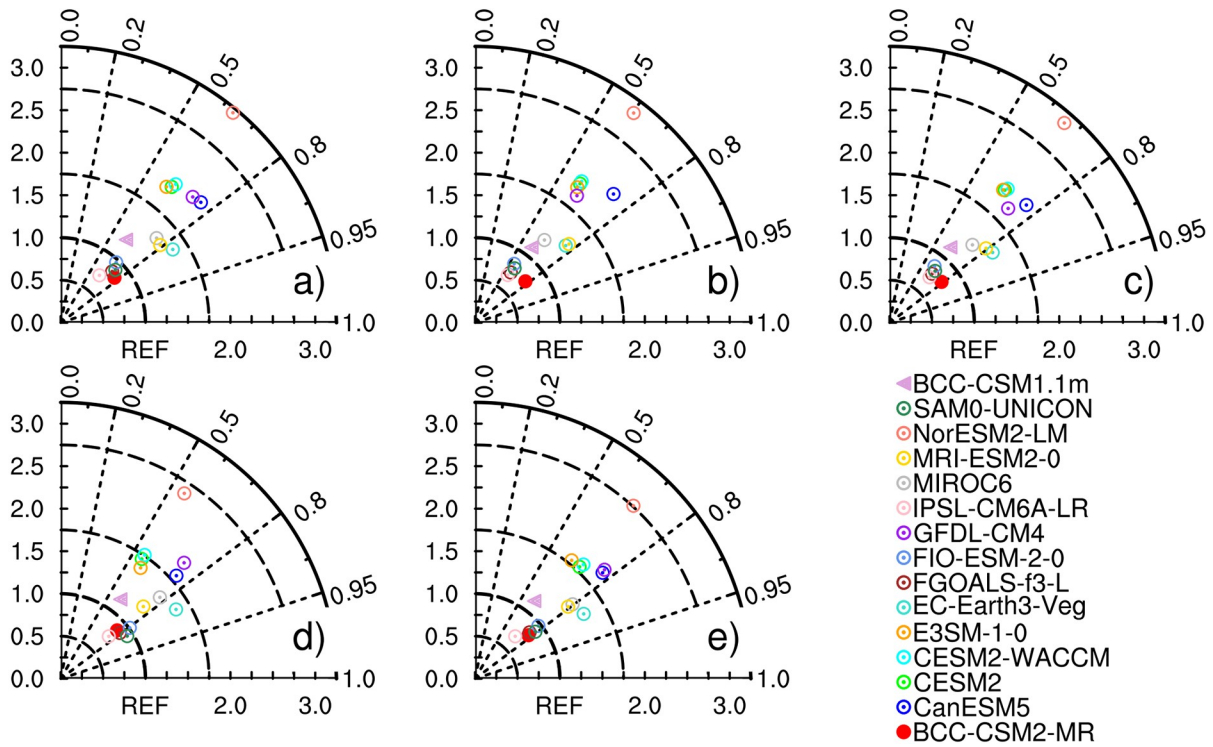 0.0 0.2 0.5 0.8 0.95 1.0
3.0
2.5
2.0
1.5
1.0
0.5
0.0
REF 2.0 3.0
a)
0.0 0.2 0.5 0.8 0.95 1.0
3.0
2.5
2.0
1.5
1.0
0.5
0.0
REF 2.0 3.0
b)
0.0 0.2 0.5 0.8 0.95 1.0
3.0
2.5
2.0
1.5
1.0
0.5
0.0
REF 2.0 3.0
c)
0.0 0.2 0.5 0.8 0.95 1.0
3.0
2.5
2.0
1.5
1.0
0.5
0.0
REF 2.0 3.0
d)
0.0 0.2 0.5 0.8 0.95 1.0
3.0
2.5
2.0
1.5
1.0
0.5
0.0
REF 2.0 3.0
e)
BCC-CSM1.1m
SAM0-UNICON
NorESM2-LM
MRI-ESM2-0
MIROC6
IPSL-CM6A-LR
GFDL-CM4
FIO-ESM-2-0
FGOALS-f3-L
EC-Earth3-Veg
E3SM-1-0
CESM2-WACCM
CESM2
CanESM5
BCC-CSM2-MR